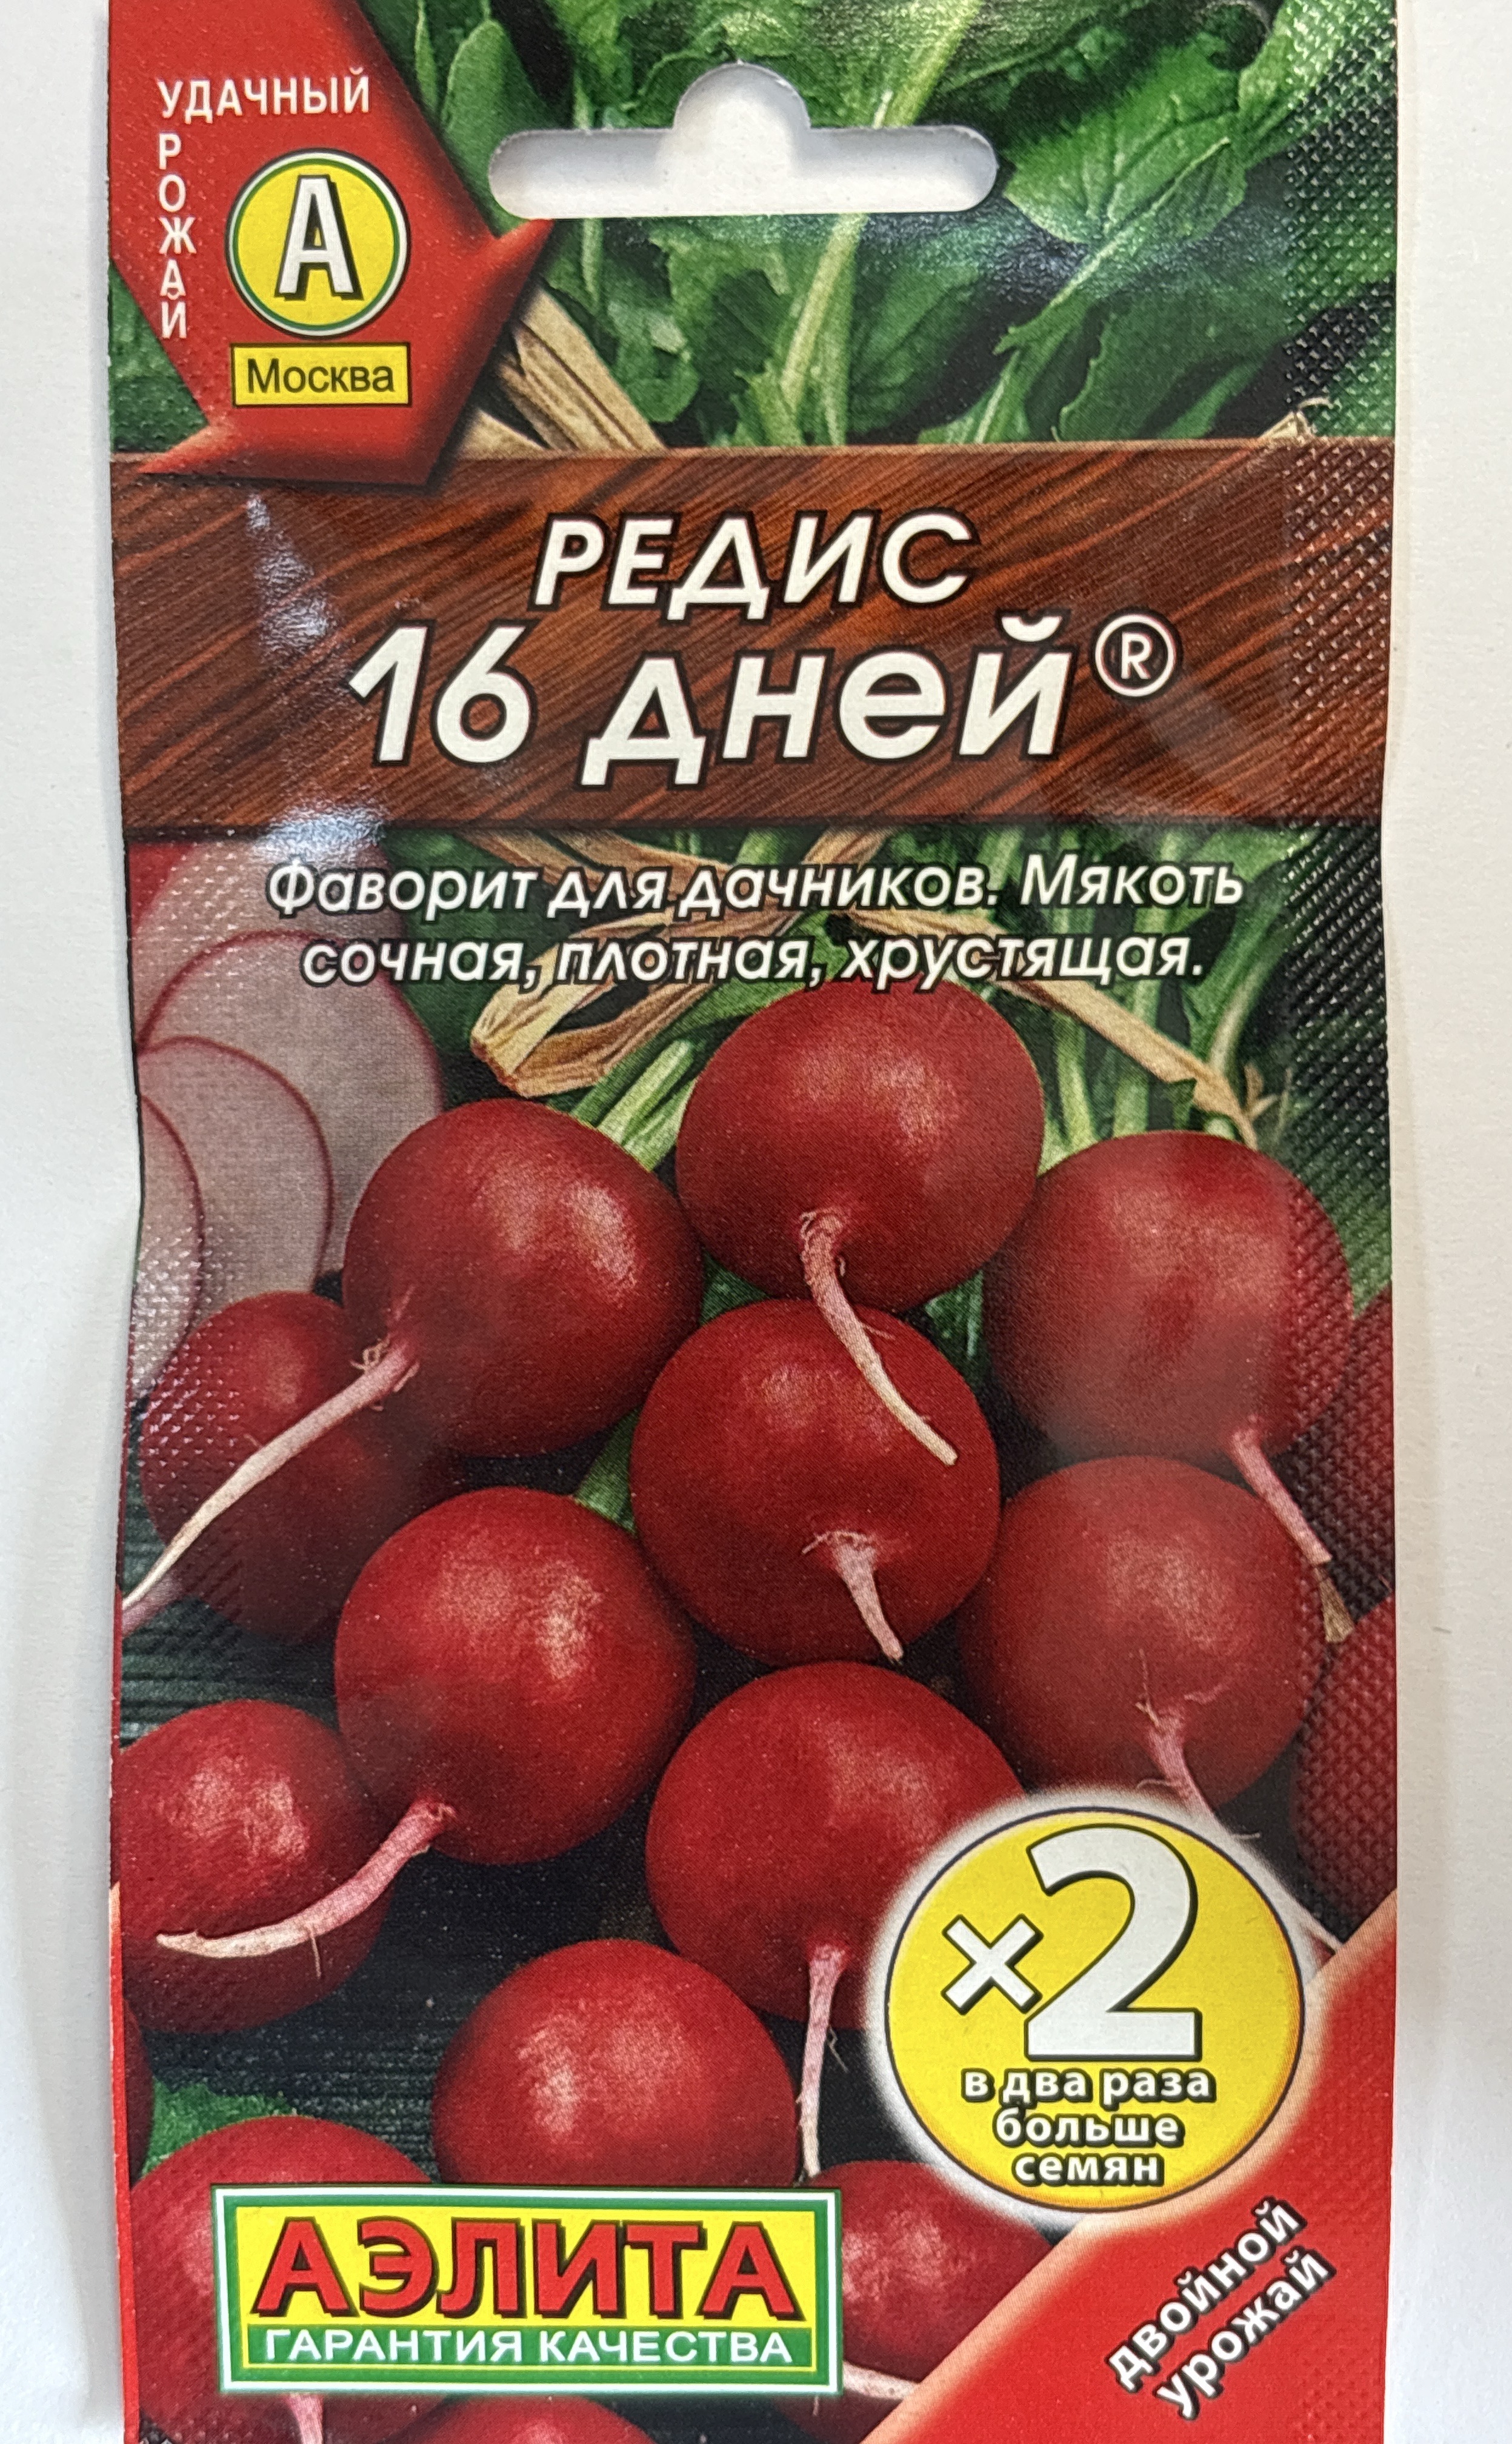 УДАЧНЫЙ
РОЖАЙ
А
Москва
РЕДИС
16 дней®
Фаворит для дачников. Мякоть
сочная, плотная, хрустящая.
×2
в два раза
больше
семян
двойной
урожай
АЭЛИТА
ГАРАНТИЯ КАЧЕСТВА